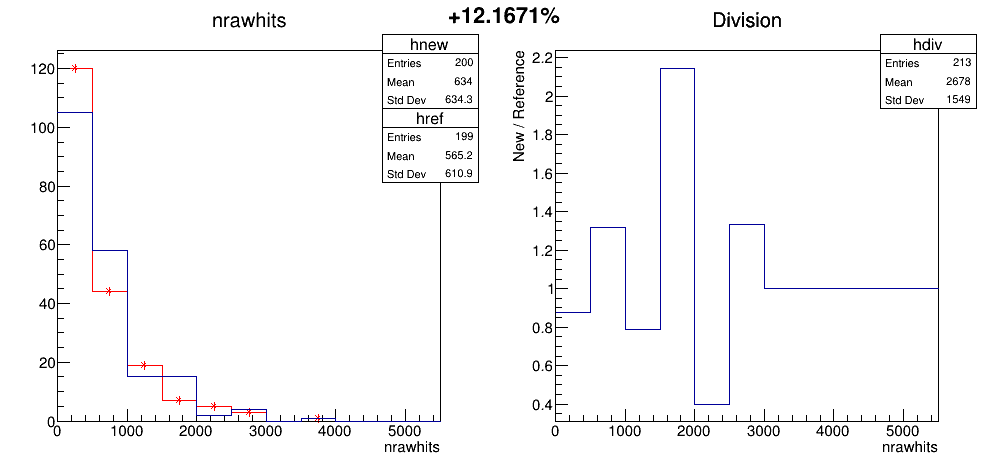 +12.1671%
nrawhits
hnew
Entries 200
Mean 634
Std Dev 634.3
href
Entries 199
Mean 565.2
Std Dev 610.9
120
100
80
60
40
20
0
0 1000 2000 3000 4000 5000
nrawhits
Division
hdiv
Entries 213
Mean 2678
Std Dev 1549
New / Reference
2.2
2
1.8
1.6
1.4
1.2
1
0.8
0.6
0.4
0 1000 2000 3000 4000 5000
nrawhits